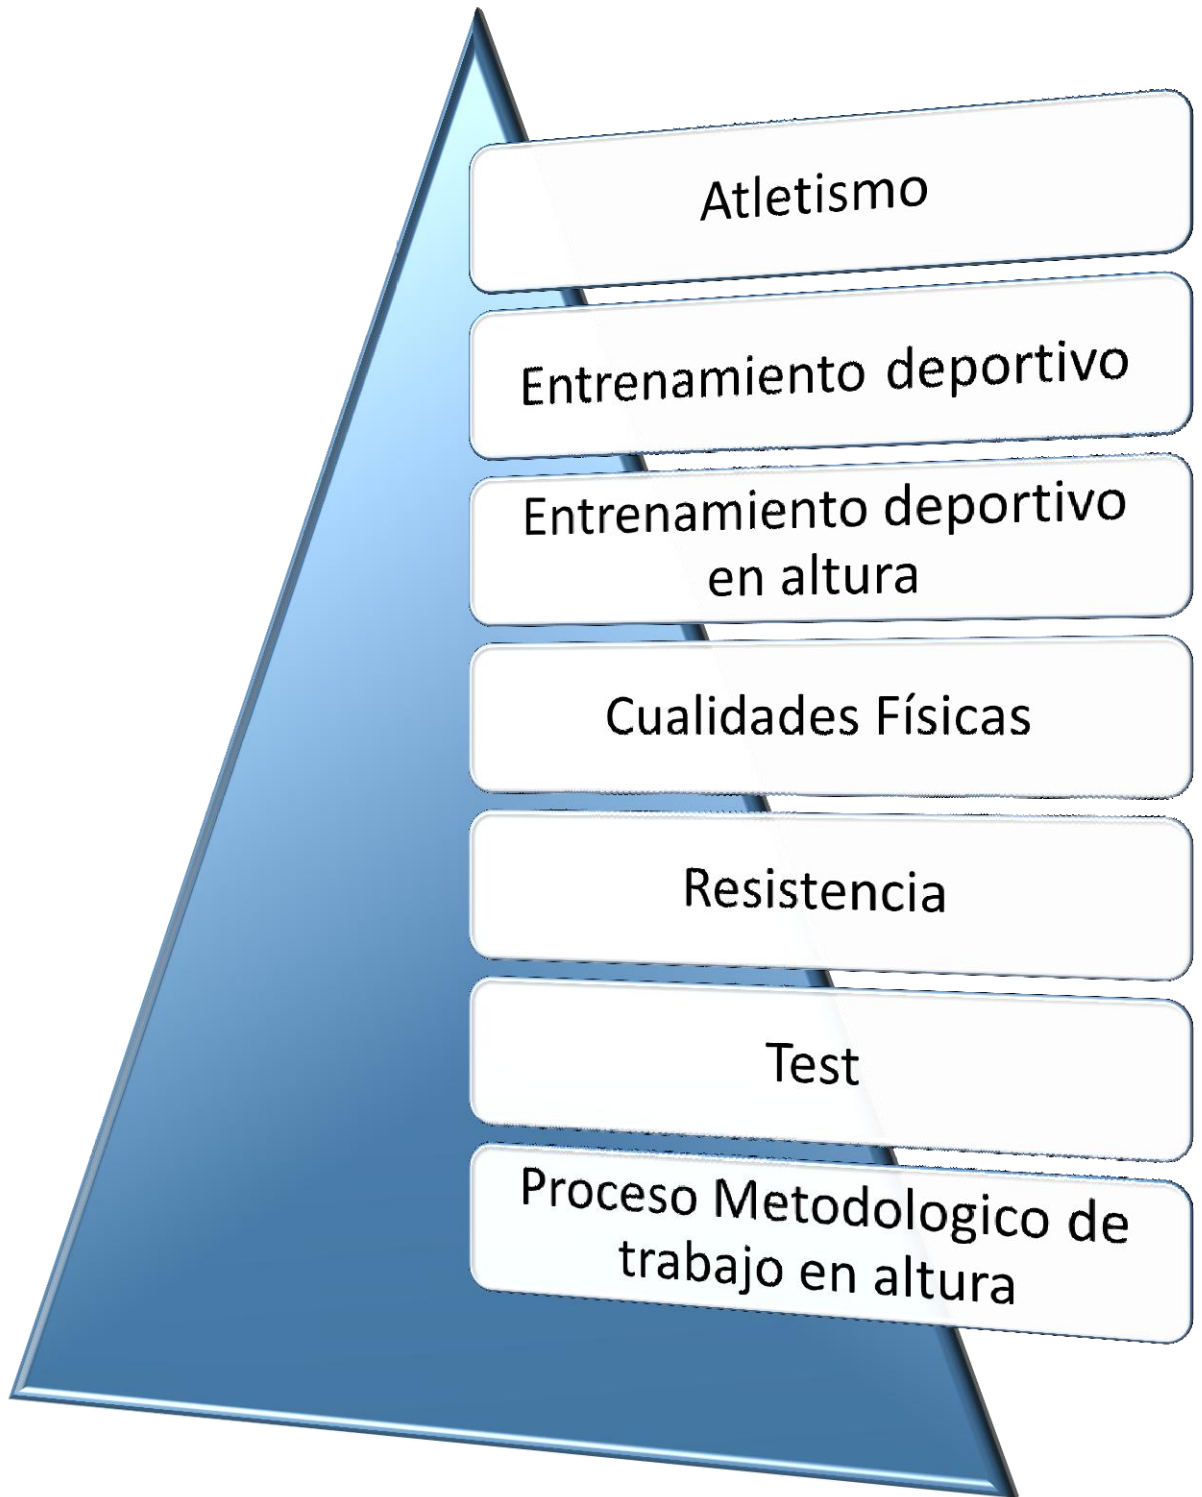 Atletismo
Entrenamiento deportivo
Entrenamiento deportivo
en altura
Cualidades Físicas
Resistencia
Test
Proceso Metodologico de
trabajo en altura